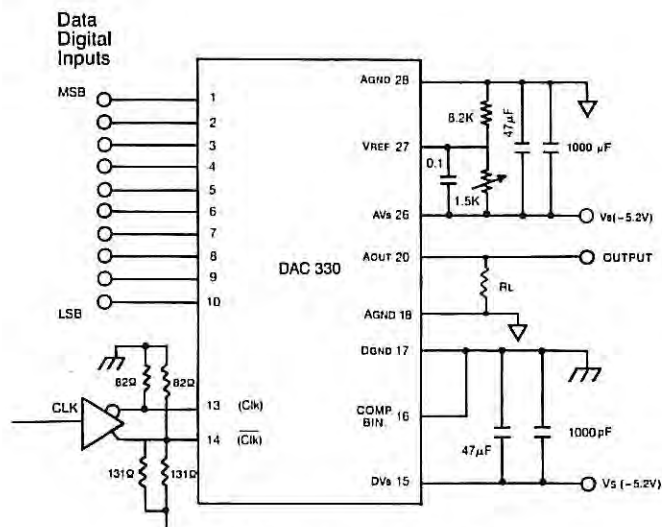 Data
Digital
Inputs
MSB
1
2
3
4
5
6
7
8
9
10
LSB
DAC 330
AGND 28
8.2K
47µF
1000 µF
VREF 27
0.1
1.5K
AVs 26
Vs(-5.2V)
AOUT 20
OUTPUT
RL
AGND 18
DGND 17
COMP
BIN.
16
47µF
1000pF
DVs 15
Vs (-5.2V)
82Ω
82Ω
CLK
13 (Clk)
14 (Clk)
131Ω
131Ω